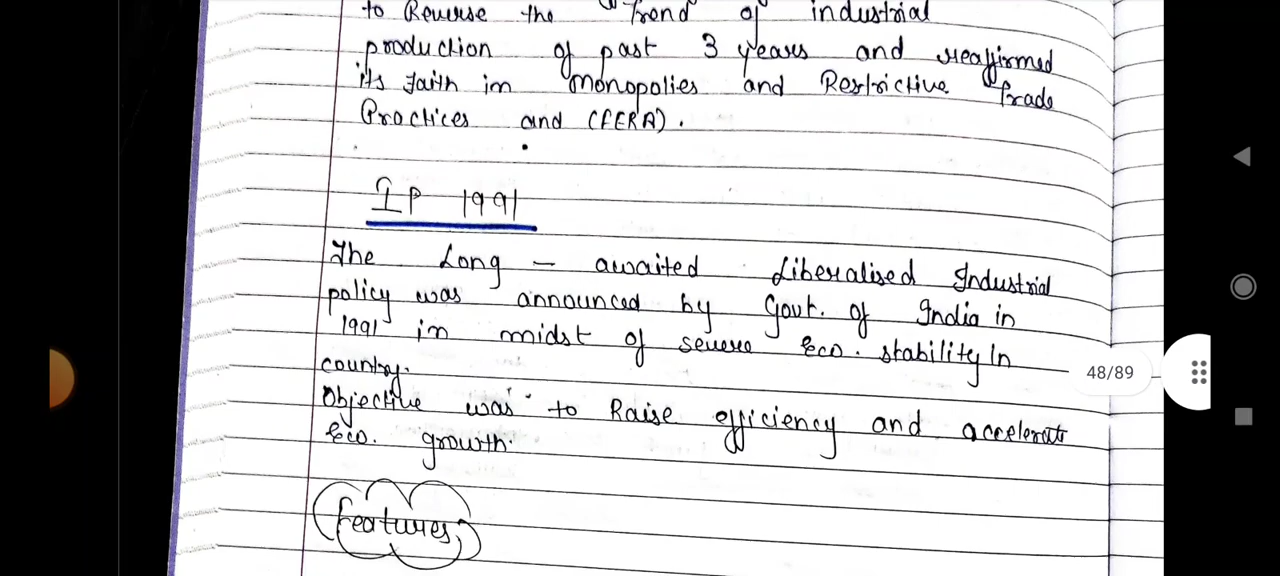 to Reverse the Trend of industrial
production of past 3 years and reaffirmed
its faith in monopolies and Restrictive Trade
Practices and (FERA).
IP 1991
The Long - awaited Liberalised Industrial
policy was announced by Govt. of India in
1991 in midst of severe Eco. stability In
country.
Objective was to Raise efficiency and accelerate
Eco. growth.
Features
48/89